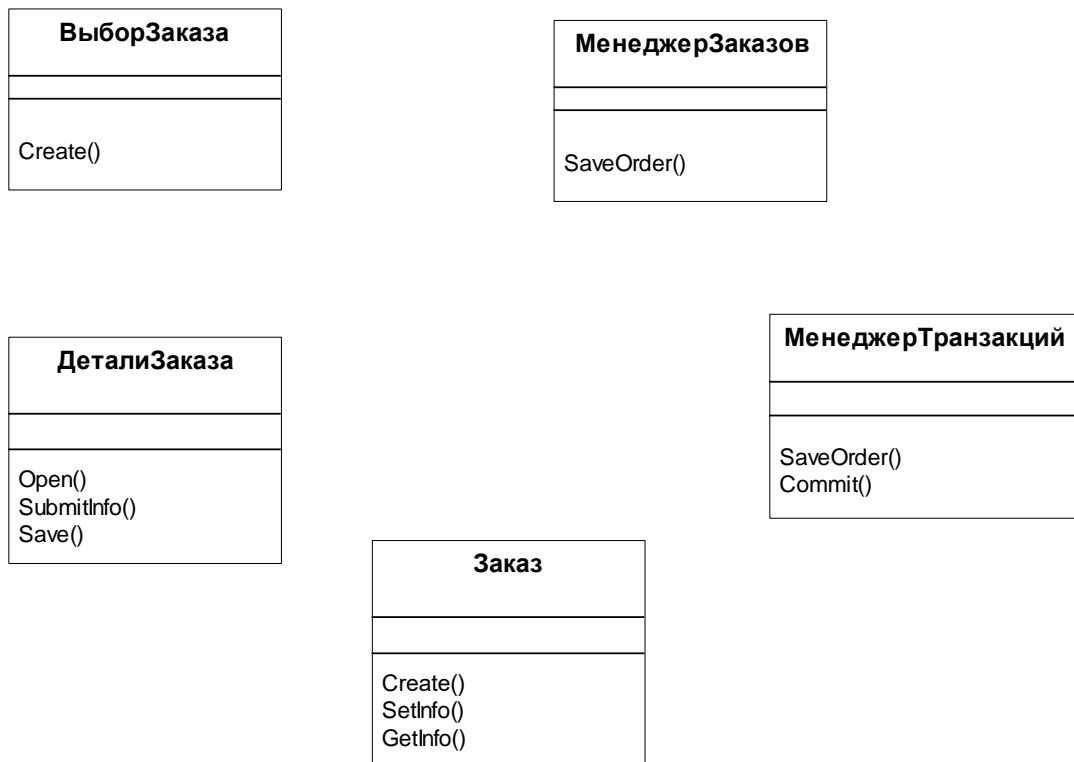 ВыборЗаказа
Create()
МенеджерЗаказов
SaveOrder()
ДеталиЗаказа
Open()
SubmitInfo()
Save()
МенеджерТранзакций
SaveOrder()
Commit()
Заказ
Create()
SetInfo()
GetInfo()